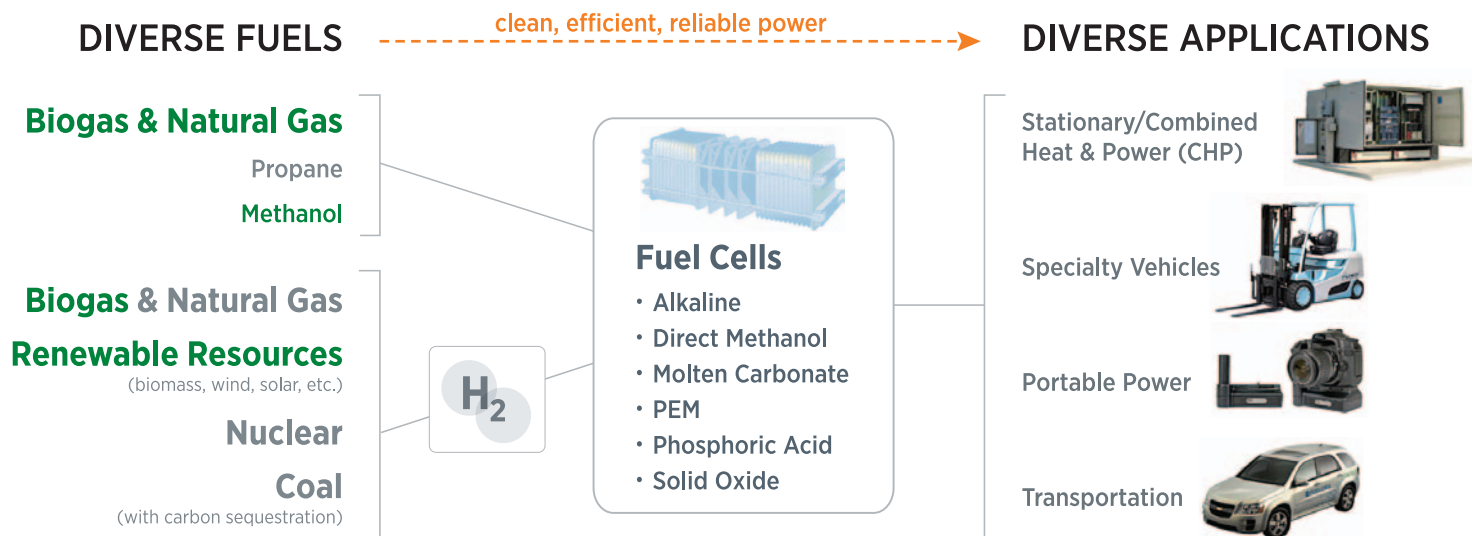 DIVERSE FUELS
clean, efficient, reliable power
DIVERSE APPLICATIONS
Biogas & Natural Gas
Propane
Methanol
Biogas & Natural Gas
Renewable Resources
(biomass, wind, solar, etc.)
Nuclear
Coal
(with carbon sequestration)
H2
Fuel Cells
• Alkaline
• Direct Methanol
• Molten Carbonate
• PEM
• Phosphoric Acid
• Solid Oxide
Stationary/Combined
Heat & Power (CHP)
Specialty Vehicles
Portable Power
Transportation